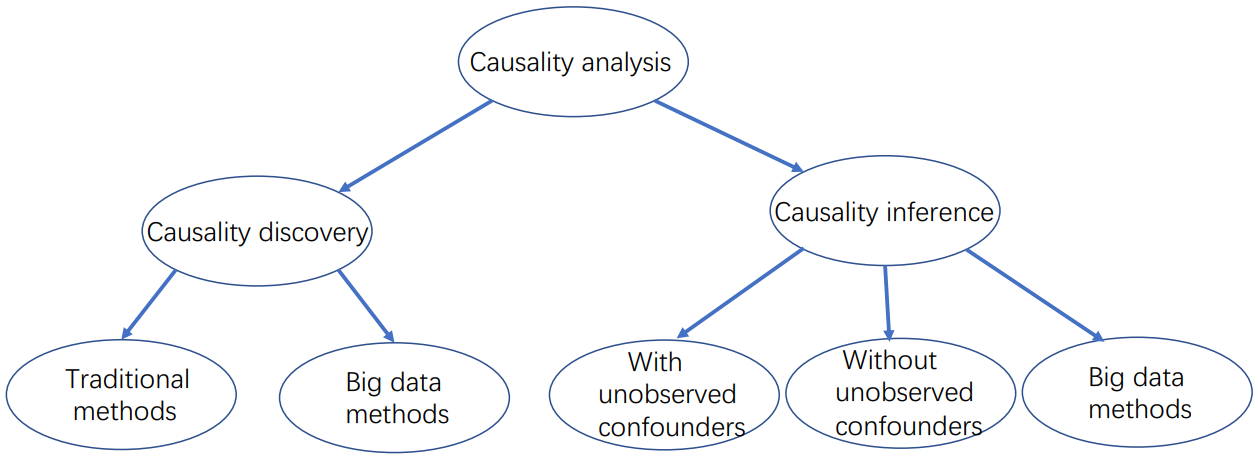 Causality analysis
Causality discovery
Causality inference
Traditional
methods
Big data
methods
With
unobserved
confounders
Without
unobserved
confounders
Big data
methods